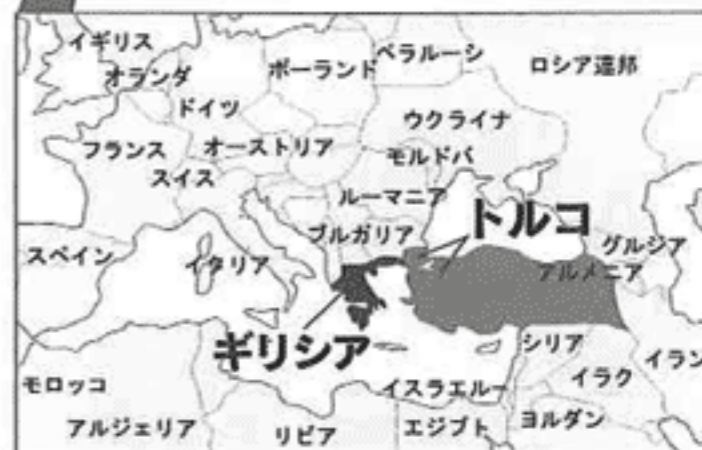 イギリス
オランダ
ポーランド
ベラルーシ
ロシア連邦
ドイツ
ウクライナ
フランス
オーストリア
モルドバ
スイス
ルーマニア
トルコ
ブルガリア
グルジア
スペイン
イタリア
アルメニア
ギリシア
シリア
イラン
モロッコ
イスラエル
イラク
アルジェリア
リビア
エジプト
ヨルダン